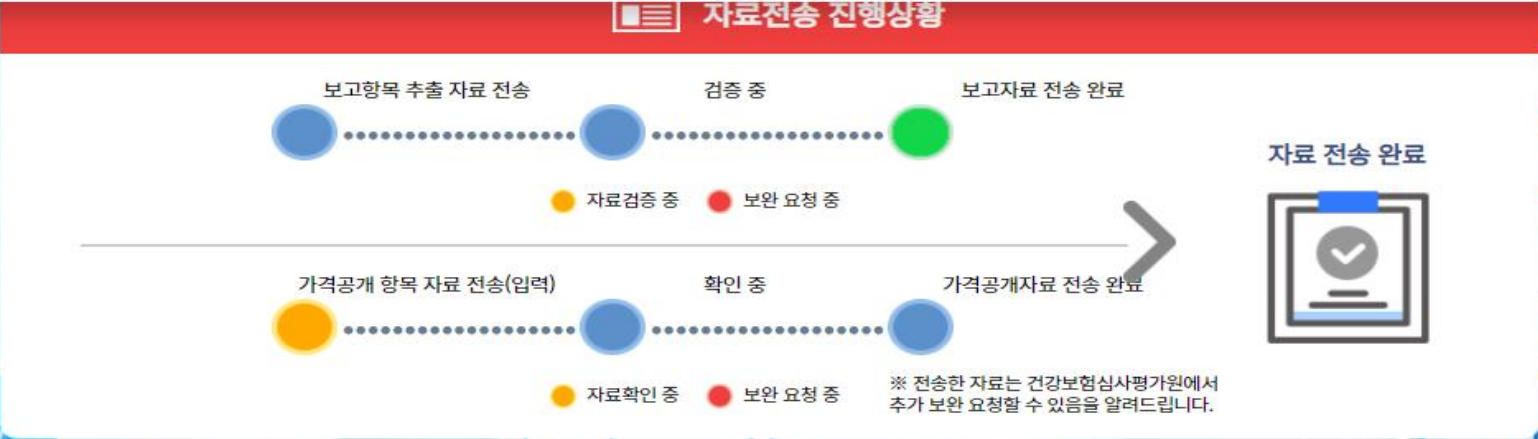 자료전송 진행상황
보고항목 추출 자료 전송
검증 중
보고자료 전송 완료
자료검증 중
보완 요청 중
가격공개 항목 자료 전송(입력)
확인 중
가격공개자료 전송 완료
자료확인 중
보완 요청 중
※ 전송한 자료는 건강보험심사평가원에서
추가 보완 요청할 수 있음을 알려드립니다.
자료 전송 완료